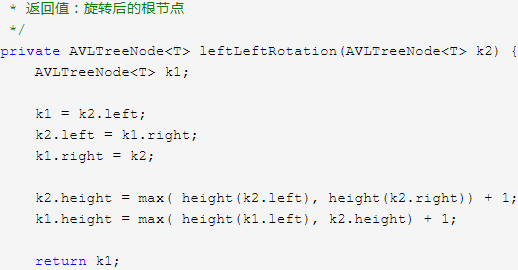 * 返回值：旋转后的根节点
*/
private AVLTreeNode<T> leftLeftRotation(AVLTreeNode<T> k2) {
AVLTreeNode<T> k1;
k1 = k2.left;
k2.left = k1.right;
k1.right = k2;
k2.height = max( height(k2.left), height(k2.right)) + 1;
k1.height = max( height(k1.left), k2.height) + 1;
return k1;